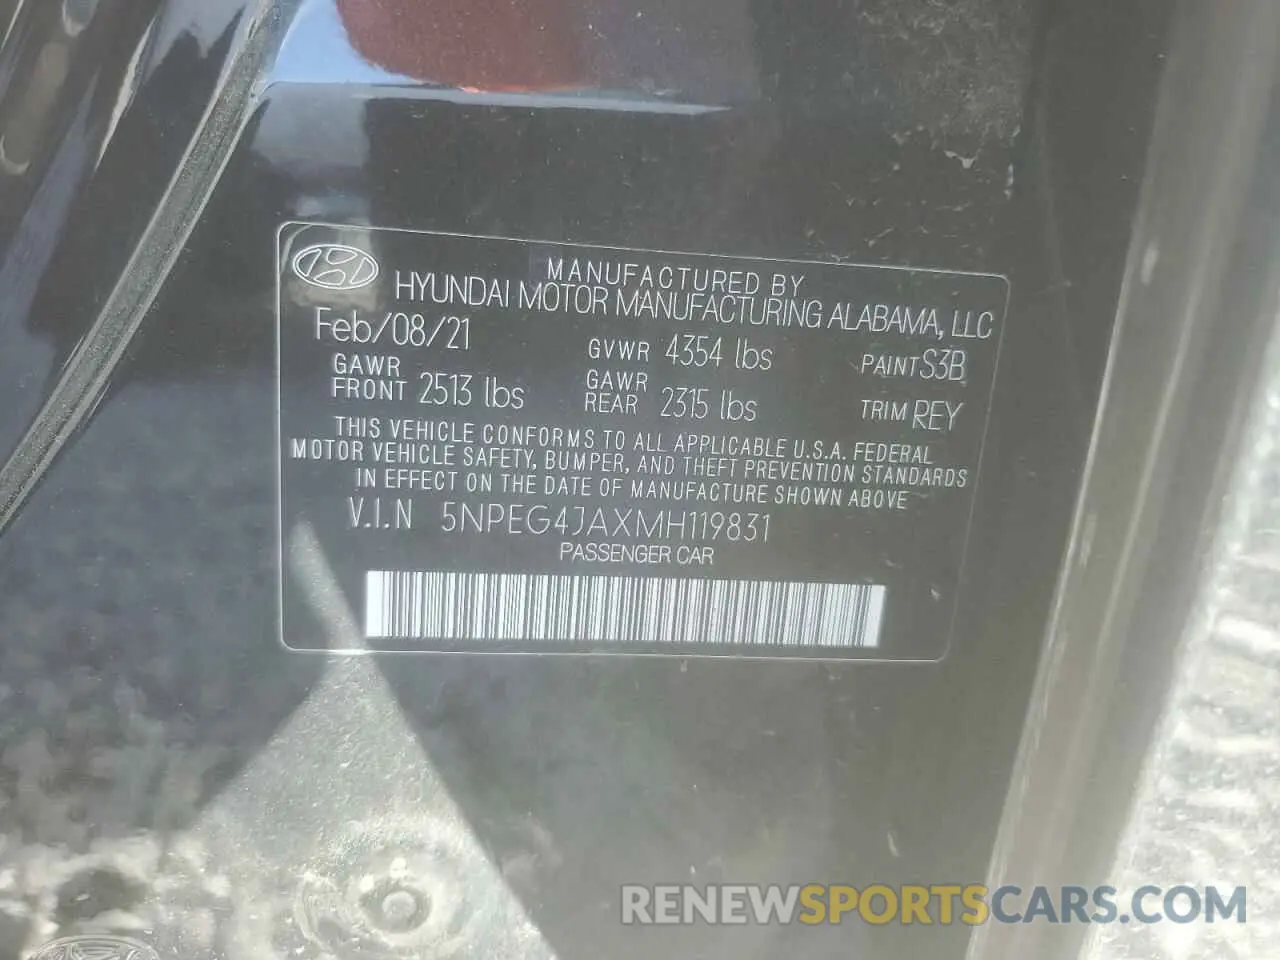 MANUFACTURED BY
HYUNDAI MOTOR MANUFACTURING ALABAMA, LLC
Feb/08/21 GVWR 4354 lbs PAINT S3B
GAWR FRONT 2513 lbs GAWR REAR 2315 lbs TRIM REY
THIS VEHICLE CONFORMS TO ALL APPLICABLE U.S.A. FEDERAL
MOTOR VEHICLE SAFETY, BUMPER, AND THEFT PREVENTION STANDARDS
IN EFFECT ON THE DATE OF MANUFACTURE SHOWN ABOVE
V.I.N 5NPEG4JAXMH119831
PASSENGER CAR
RENEWSPORTSCARS.COM